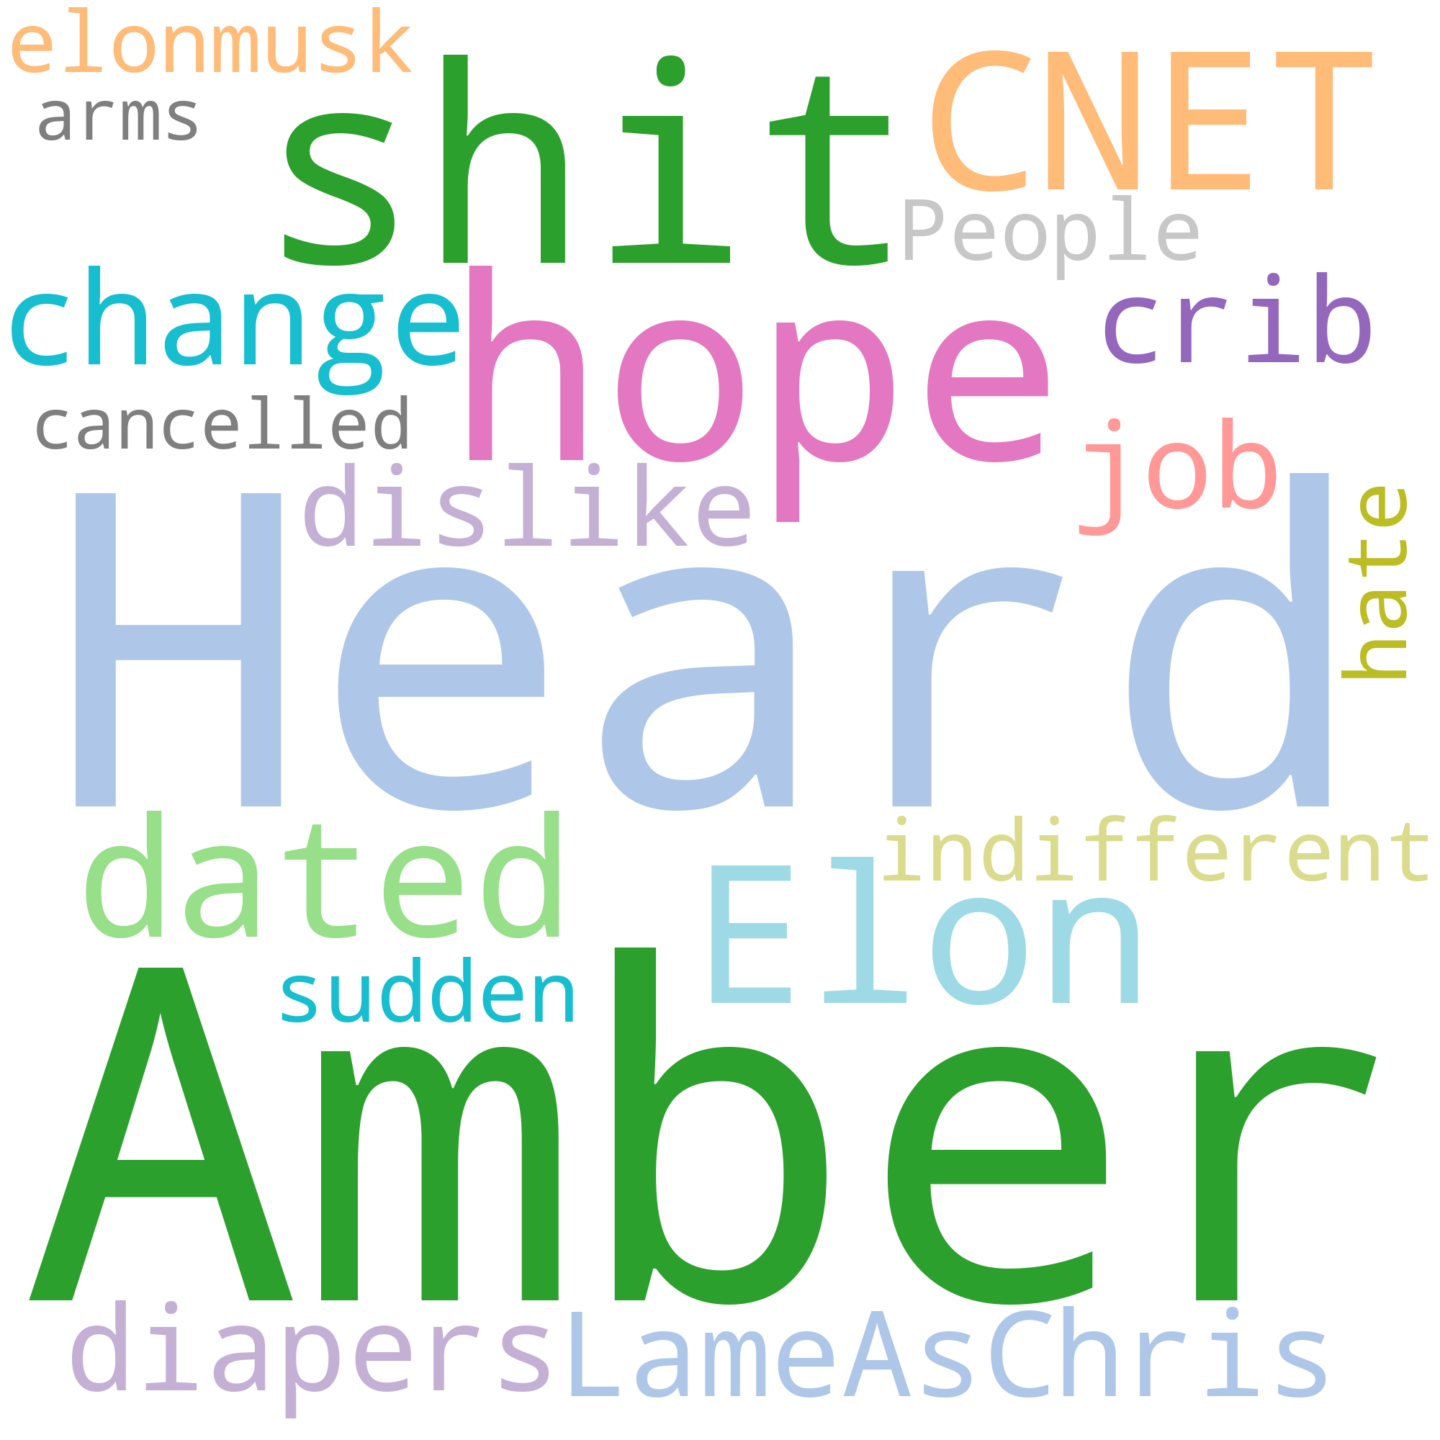 elonmusk
shit
CNET
arms
People
change
hope
crib
cancelled
dislike
job
hate
Heard
dated
indifferent
Elon
sudden
Amber
diapers
LameAsChris